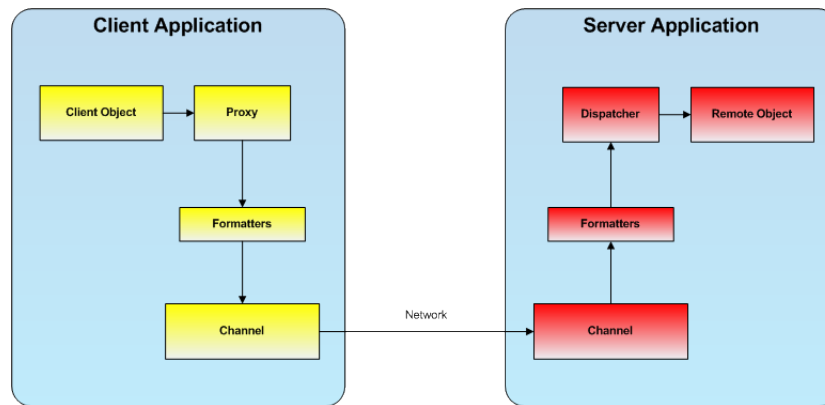 Client Application
Client Object
Proxy
Formatters
Channel
Network
Server Application
Dispatcher
Remote Object
Formatters
Channel